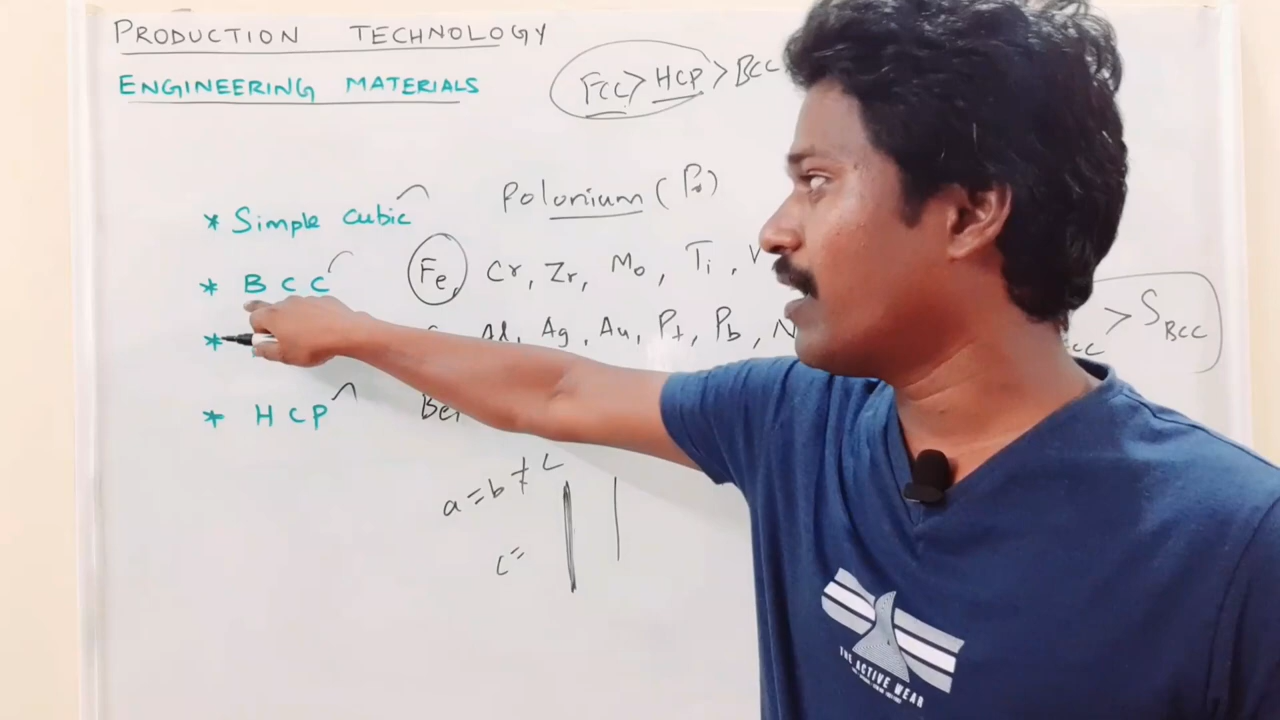 PRODUCTION TECHNOLOGY
ENGINEERING MATERIALS
FCC > HCP > BCC
* Simple cubic Polonium (Po)
* BCC Fe, Cr, Zr, Mo, Ti, V
* Al, Ag, Au, Pt, Pb, N
> S BCC
* HCP Be,
a = b ≠ c
c =
THE ACTIVE WEAR